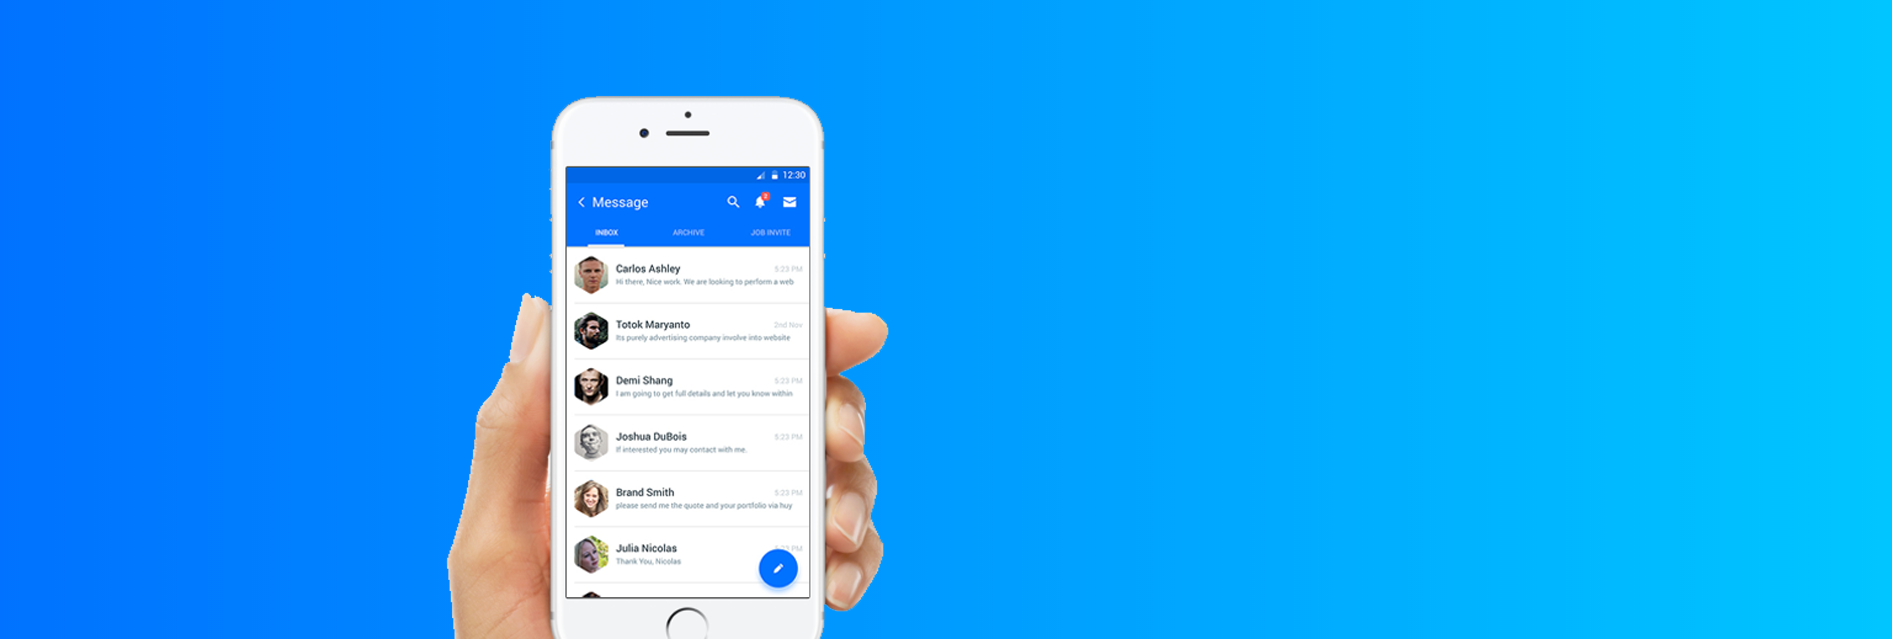 12:30
Message
2
INBOX ARCHIVE JOB INVITE
Carlos Ashley 5:23 PM
Hi there, Nice work. We are looking to perform a web
Totok Maryanto 2nd Nov
Its purely advertising company involve into website
Demi Shang 5:23 PM
I am going to get full details and let you know within
Joshua DuBois 5:23 PM
If interested you may contact with me.
Brand Smith 5:23 PM
please send me the quote and your portfolio via huy
Julia Nicolas PM
Thank You, Nicolas